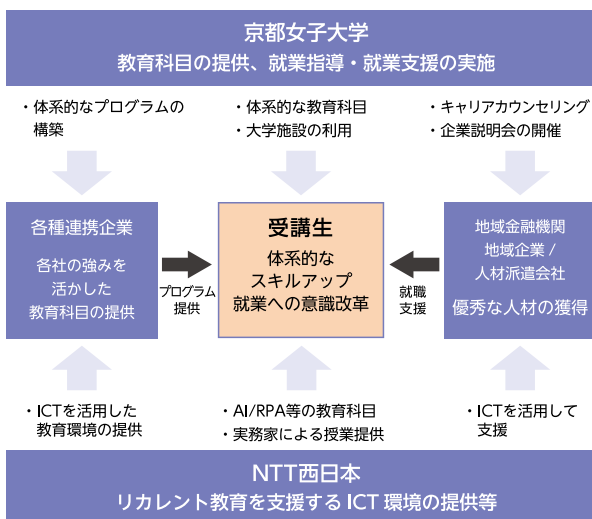 京都女子大学
教育科目の提供、就業指導・就業支援の実施
・体系的なプログラムの
構築
・体系的な教育科目
・大学施設の利用
・キャリアカウンセリング
・企業説明会の開催
各種連携企業
各社の強みを
活かした
教育科目の提供
プログラム
提供
受講生
体系的な
スキルアップ
就業への意識改革
就職
支援
地域金融機関
地域企業 /
人材派遣会社
優秀な人材の獲得
・ICTを活用した
教育環境の提供
・AI/RPA等の教育科目
・実務家による授業提供
・ICTを活用して
支援
NTT西日本
リカレント教育を支援する ICT 環境の提供等